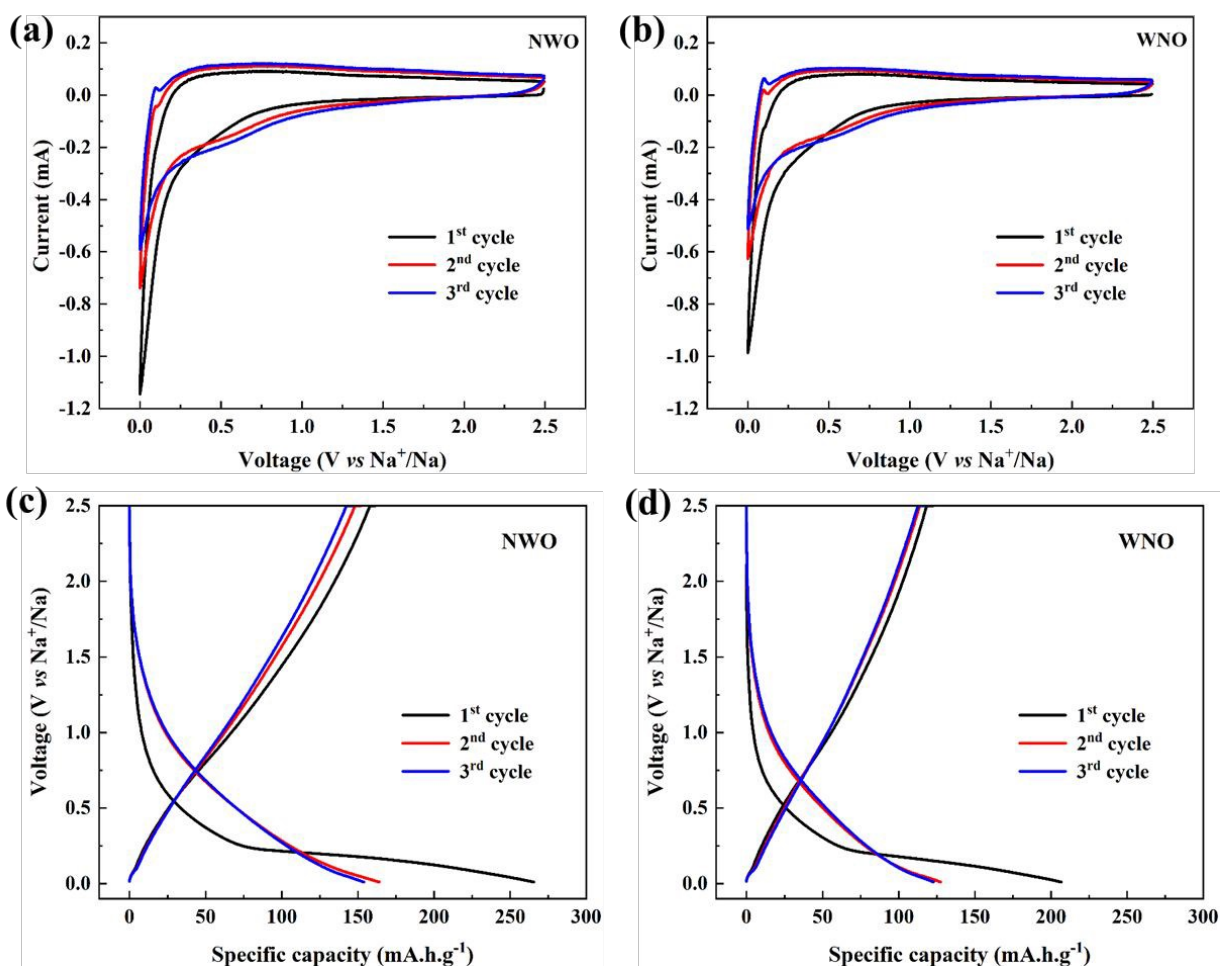 (a)
NWO
0.2
0.0
-0.2
-0.4
-0.6
-0.8
-1.0
-1.2
Current (mA)
1st cycle
2nd cycle
3rd cycle
0.0 0.5 1.0 1.5 2.0 2.5
Voltage (V vs Na+/Na)
(b)
WNO
0.2
0.0
-0.2
-0.4
-0.6
-0.8
-1.0
-1.2
Current (mA)
1st cycle
2nd cycle
3rd cycle
0.0 0.5 1.0 1.5 2.0 2.5
Voltage (V vs Na+/Na)
(c)
NWO
2.5
2.0
1.5
1.0
0.5
0.0
Voltage (V vs Na+/Na)
1st cycle
2nd cycle
3rd cycle
0 50 100 150 200 250 300
Specific capacity (mA.h.g-1)
(d)
WNO
2.5
2.0
1.5
1.0
0.5
0.0
Voltage (V vs Na+/Na)
1st cycle
2nd cycle
3rd cycle
0 50 100 150 200 250 300
Specific capacity (mA.h.g-1)